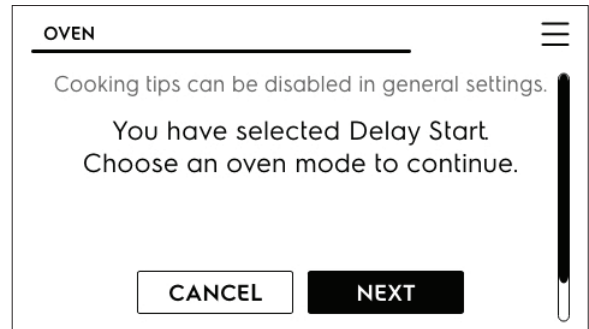 OVEN
Cooking tips can be disabled in general settings.
You have selected Delay Start.
Choose an oven mode to continue.
CANCEL
NEXT